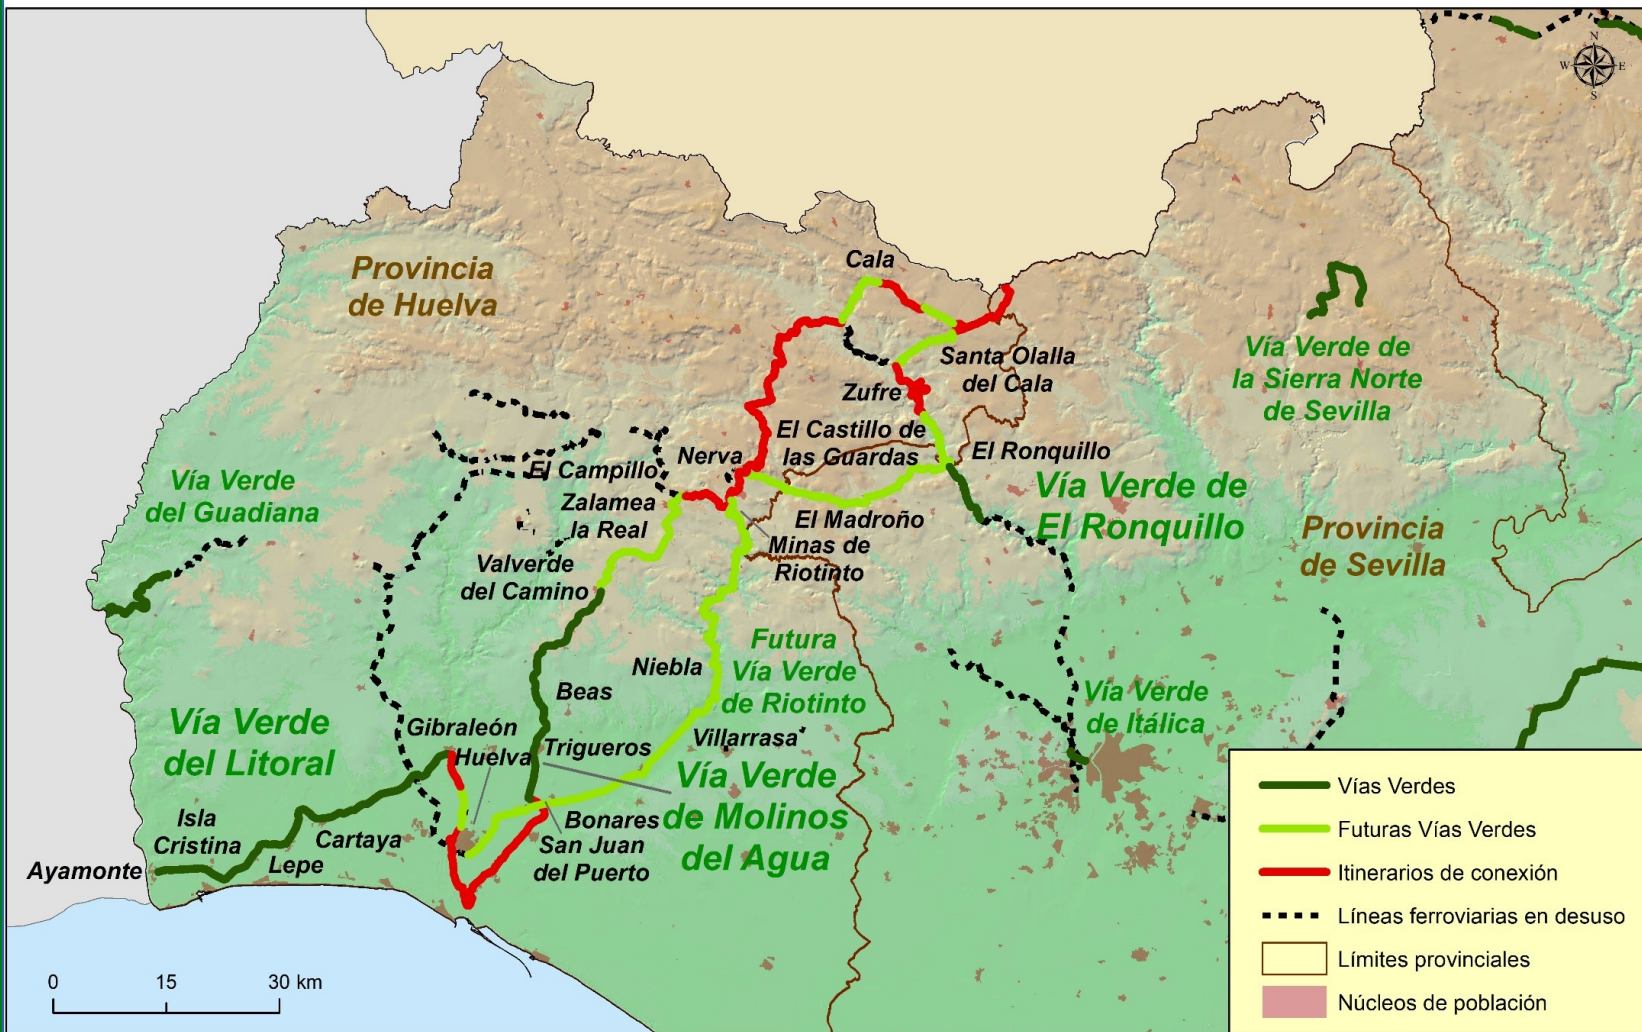 N
W E
S
Cala
Provincia
de Huelva
Santa Olalla
del Cala
Zufre
Vía Verde de
la Sierra Norte
de Sevilla
El Castillo de
las Guardas
El Ronquillo
Nerva
El Campillo
Vía Verde
del Guadiana
Zalamea
la Real
Vía Verde de
El Ronquillo
El Madroño
Minas de
Riotinto
Provincia
de Sevilla
Valverde
del Camino
Futura
Vía Verde
de Riotinto
Niebla
Beas
Vía Verde
de Itálica
Vía Verde
del Litoral
Gibraleón
Huelva
Trigueros
Villarrasa
Vía Verde
de Molinos
del Agua
Isla
Cristina
Cartaya
Bonares
San Juan
del Puerto
Ayamonte
Lepe
0 15 30 km
Vías Verdes
Futuras Vías Verdes
Itinerarios de conexión
Líneas ferroviarias en desuso
Límites provinciales
Núcleos de población